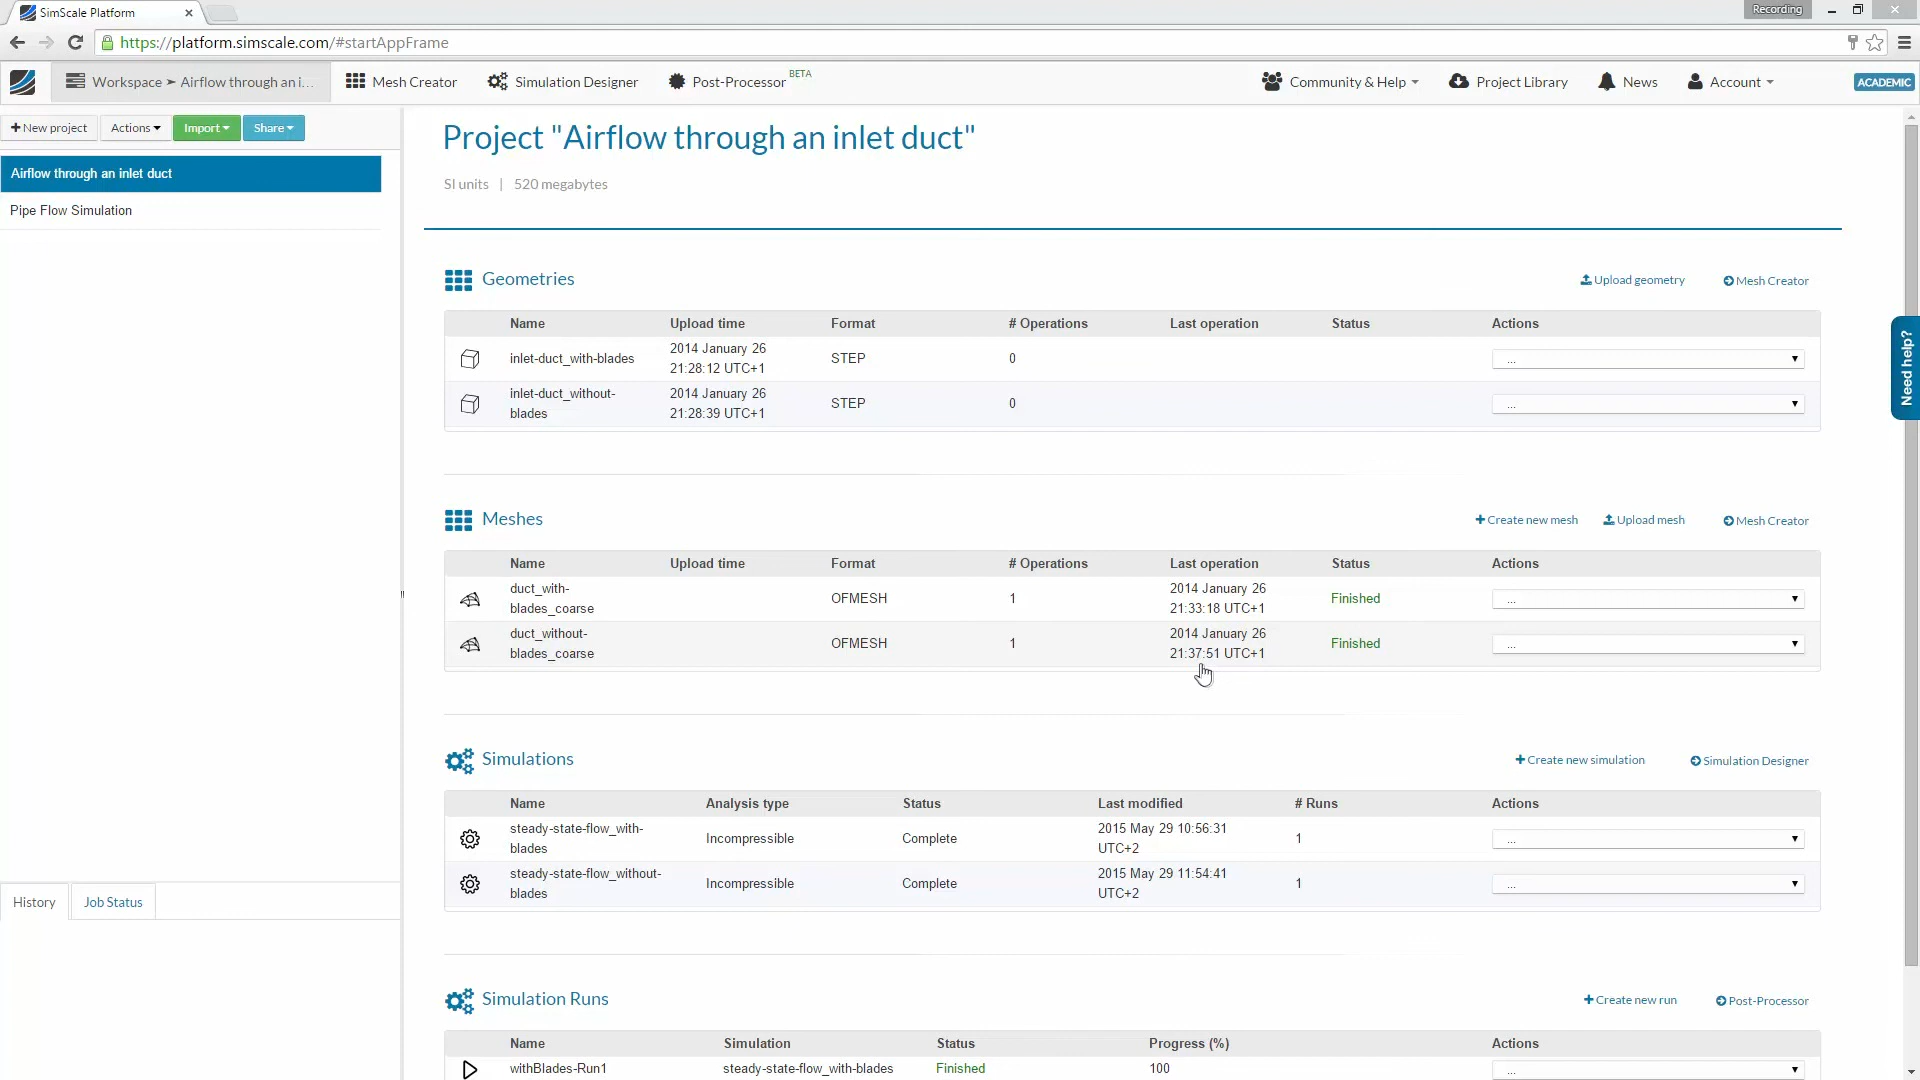 SimScale Platform
Recording
https://platform.simscale.com/#startAppFrame
Workspace ➢ Airflow through an i...
Mesh Creator
Simulation Designer
Post-Processor BETA
Community & Help
Project Library
News
Account
ACADEMIC
New project
Actions
Import
Share
Airflow through an inlet duct
Pipe Flow Simulation
History
Job Status
Project "Airflow through an inlet duct"
SI units | 520 megabytes
Geometries
Upload geometry
Mesh Creator
Name Upload time Format # Operations Last operation Status Actions
inlet-duct_with-blades 2014 January 26 21:28:12 UTC+1 STEP 0 ...
inlet-duct_without-blades 2014 January 26 21:28:39 UTC+1 STEP 0 ...
Meshes
Create new mesh
Upload mesh
Mesh Creator
Name Upload time Format # Operations Last operation Status Actions
duct_with-blades_coarse OFMESH 1 2014 January 26 21:33:18 UTC+1 Finished ...
duct_without-blades_coarse OFMESH 1 2014 January 26 21:37:51 UTC+1 Finished ...
Simulations
Create new simulation
Simulation Designer
Name Analysis type Status Last modified # Runs Actions
steady-state-flow_with-blades Incompressible Complete 2015 May 29 10:56:31 UTC+2 1 ...
steady-state-flow_without-blades Incompressible Complete 2015 May 29 11:54:41 UTC+2 1 ...
Simulation Runs
Create new run
Post-Processor
Name Simulation Status Progress (%) Actions
withBlades-Run1 steady-state-flow_with-blades Finished 100 ...
Need help?